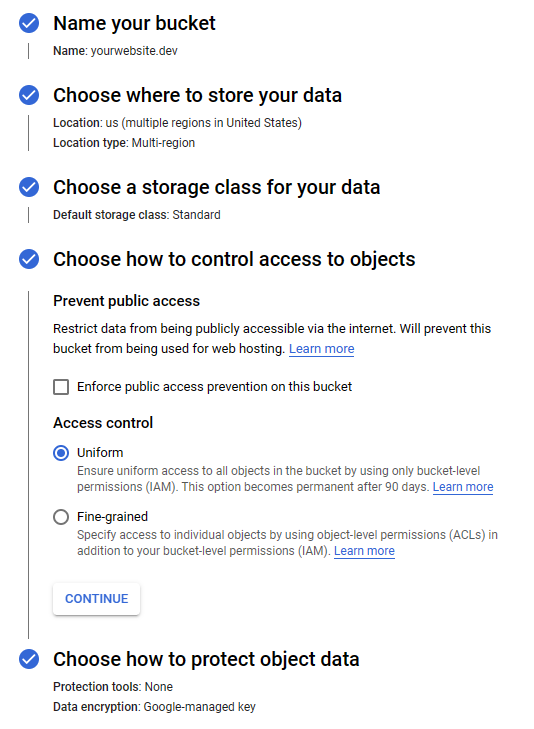 Name your bucket
Name: yourwebsite.dev
Choose where to store your data
Location: us (multiple regions in United States)
Location type: Multi-region
Choose a storage class for your data
Default storage class: Standard
Choose how to control access to objects
Prevent public access
Restrict data from being publicly accessible via the internet. Will prevent this
bucket from being used for web hosting. Learn more
Enforce public access prevention on this bucket
Access control
Uniform
Ensure uniform access to all objects in the bucket by using only bucket-level
permissions (IAM). This option becomes permanent after 90 days. Learn more
Fine-grained
Specify access to individual objects by using object-level permissions (ACLs) in
addition to your bucket-level permissions (IAM). Learn more
CONTINUE
Choose how to protect object data
Protection tools: None
Data encryption: Google-managed key